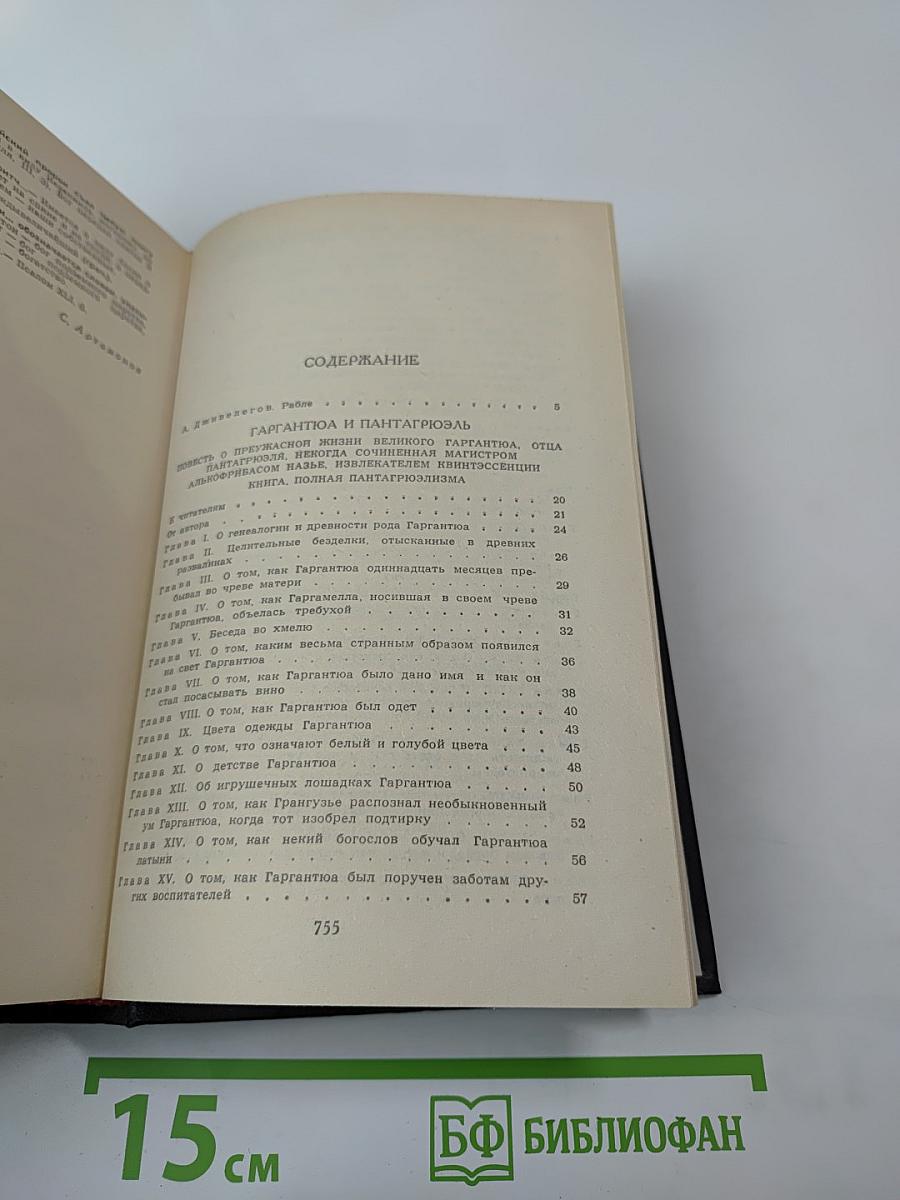 С. Артамонов
СОДЕРЖАНИЕ
А. Дживелегов. Рабле . . . . . . . . . . . . . . 5
ГАРГАНТЮА И ПАНТАГРЮЭЛЬ
ПОВЕСТЬ О ПРЕУЖАСНОЙ ЖИЗНИ ВЕЛИКОГО ГАРГАНТЮА, ОТЦА
ПАНТАГРЮЭЛЯ, НЕКОГДА СОЧИНЕННАЯ МАГИСТРОМ
АЛЬКОФРИБАСОМ НАЗЬЕ, ИЗВЛЕКАТЕЛЕМ КВИНТЭССЕНЦИИ
КНИГА, ПОЛНАЯ ПАНТАГРЮЭЛИЗМА
К читателям . . . . . . . . . . . . . . . . . 20
От автора . . . . . . . . . . . . . . . . . . 21
Глава I. О генеалогии и древности рода Гаргантюа . . . . 24
Глава II. Целительные безделки, отысканные в древних
развалинах . . . . . . . . . . . . . . . . . 26
Глава III. О том, как Гаргантюа одиннадцать месяцев пре-
бывал во чреве матери . . . . . . . . . . . . . 29
Глава IV. О том, как Гаргамелла, носившая в своем чреве
Гаргантюа, объелась требухой . . . . . . . . . 31
Глава V. Беседа во хмелю . . . . . . . . . . . . 32
Глава VI. О том, каким весьма странным образом появился
на свет Гаргантюа . . . . . . . . . . . . . . 36
Глава VII. О том, как Гаргантюа было дано имя и как он
стал посасывать вино . . . . . . . . . . . . . 38
Глава VIII. О том, как Гаргантюа был одет . . . . . . 40
Глава IX. Цвета одежды Гаргантюа . . . . . . . . 43
Глава X. О том, что означают белый и голубой цвета . . . 45
Глава XI. О детстве Гаргантюа . . . . . . . . . . 48
Глава XII. Об игрушечных лошадках Гаргантюа . . . . . 50
Глава XIII. О том, как Грангузье распознал необыкновенный
ум Гаргантюа, когда тот изобрел подтирку . . . . . . 52
Глава XIV. О том, как некий богослов обучал Гаргантюа
латыни . . . . . . . . . . . . . . . . . . . 56
Глава XV. О том, как Гаргантюа был поручен заботам дру-
гих воспитателей . . . . . . . . . . . . . . . 57
755
15 см
БФ БИБЛИОФАН